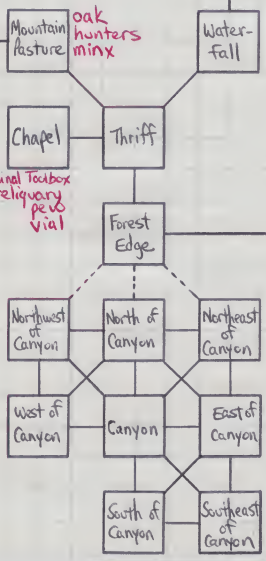 Mountain
Pasture
oak
hunters
minx
Water-
fall
Chapel
Thriff
Toolbox
reliquary
vial
Forest
Edge
Northwest
of
Canyon
North of
Canyon
Northeast
of
Canyon
West of
Canyon
Canyon
East of
Canyon
South of
Canyon
Southeast
of
Canyon